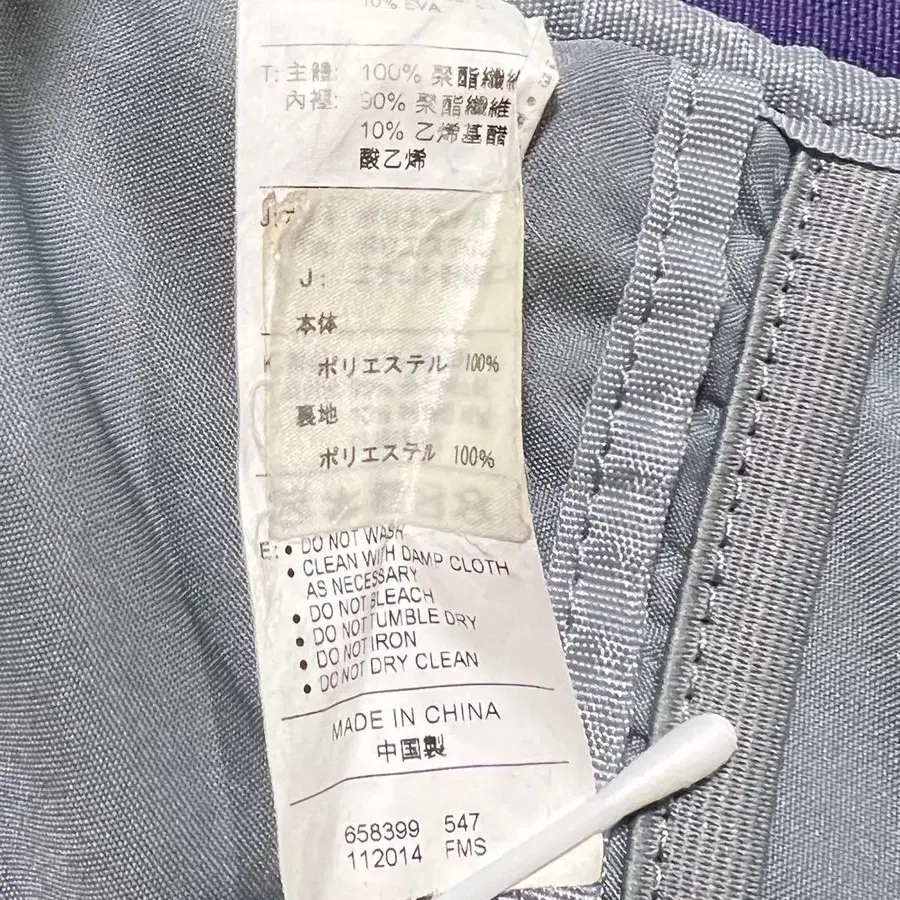 10% EVA
T: 主體: 100% 聚酯纖維
內裡: 90% 聚酯纖維
10% 乙烯基醋
酸乙烯
J:
本体
ポリエステル 100%
裏地
ポリエステル 100%
E: • DO NOT WASH
• CLEAN WITH DAMP CLOTH
AS NECESSARY
• DO NOT BLEACH
• DO NOT TUMBLE DRY
• DO NOT IRON
• DO NOT DRY CLEAN
MADE IN CHINA
中国製
658399 547
112014 FMS